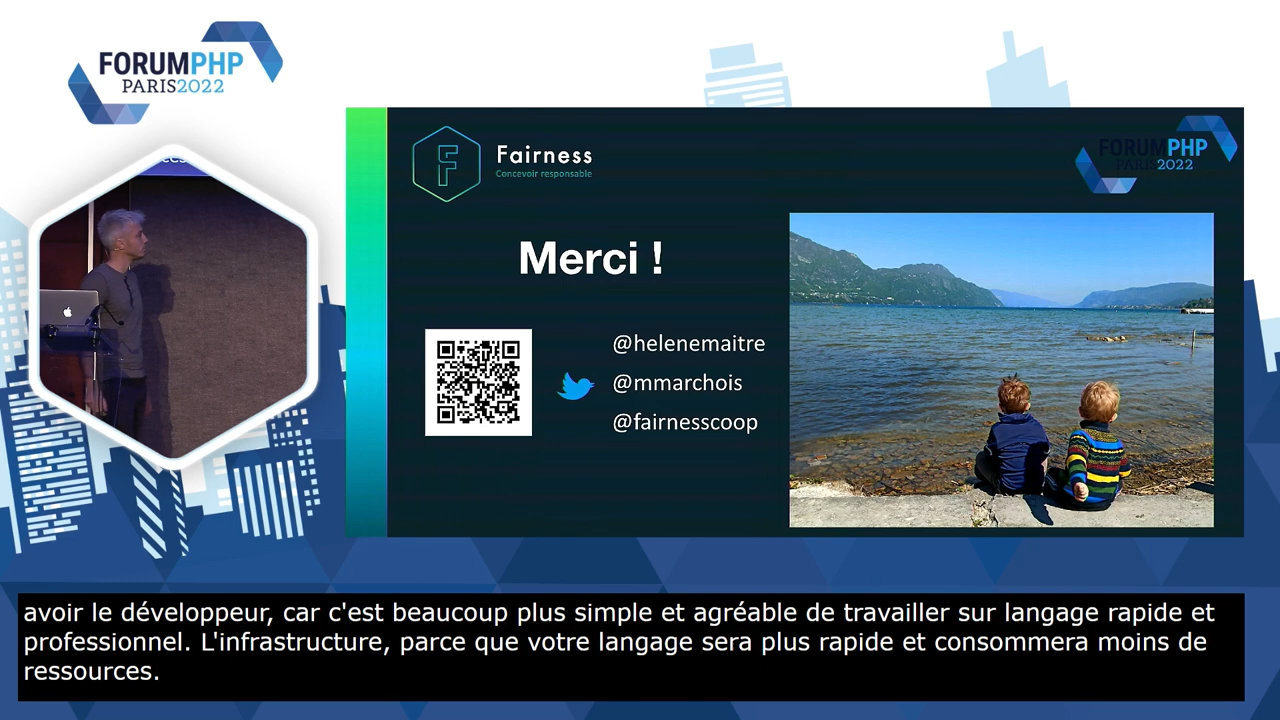 FORUMPHP
PARIS2022
Fairness
Concevoir responsable
FORUMPHP
PARIS2022
Merci !
@helenemaitre
@mmarchois
@fairnesscoop
avoir le développeur, car c'est beaucoup plus simple et agréable de travailler sur langage rapide et
professionnel. L'infrastructure, parce que votre langage sera plus rapide et consommera moins de
ressources.